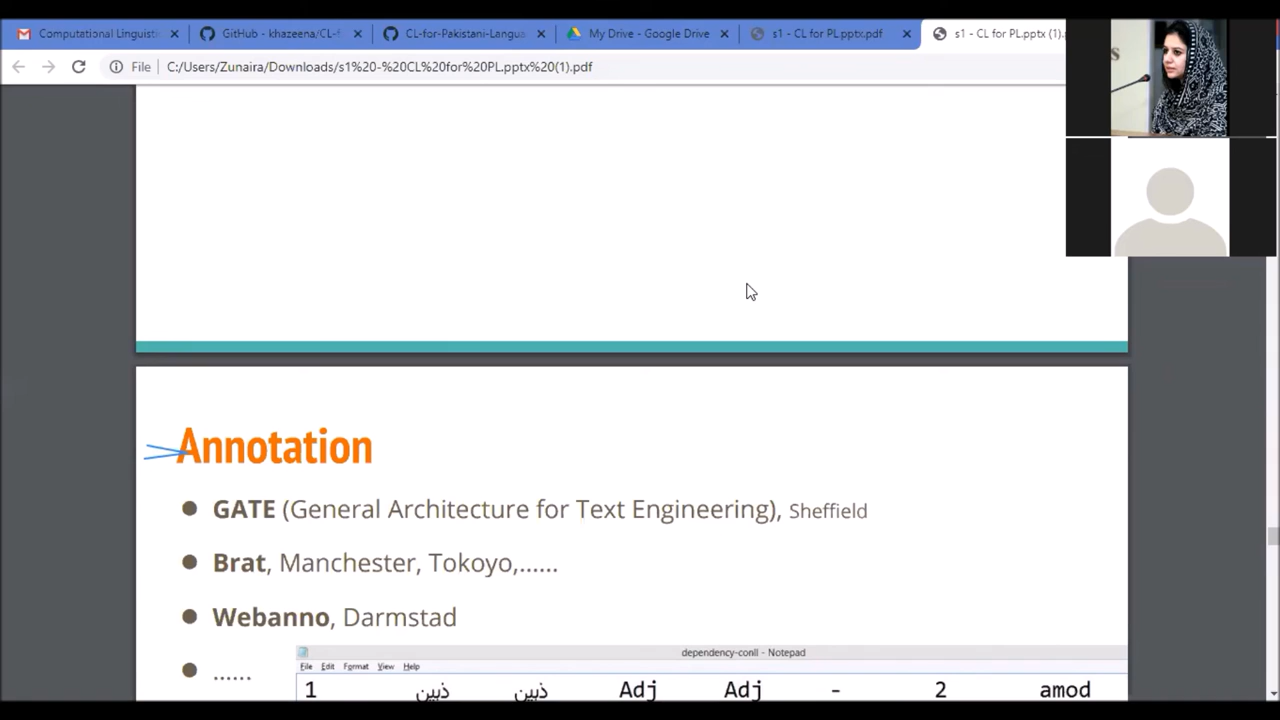 Computational Linguisti
GitHub - khazeena/CL-f
CL-for-Pakistani-Langua
My Drive - Google Drive
s1 - CL for PL.pptx.pdf
s1 - CL for PL.pptx (1).p
File
C:/Users/Zunaira/Downloads/s1%20-%20CL%20for%20PL.pptx%20(1).pdf
s
Annotation
GATE (General Architecture for Text Engineering), Sheffield
Brat, Manchester, Tokoyo,......
Webanno, Darmstad
......
dependency-conll - Notepad
File Edit Format View Help
1 ذہین ذہین Adj Adj - 2 amod